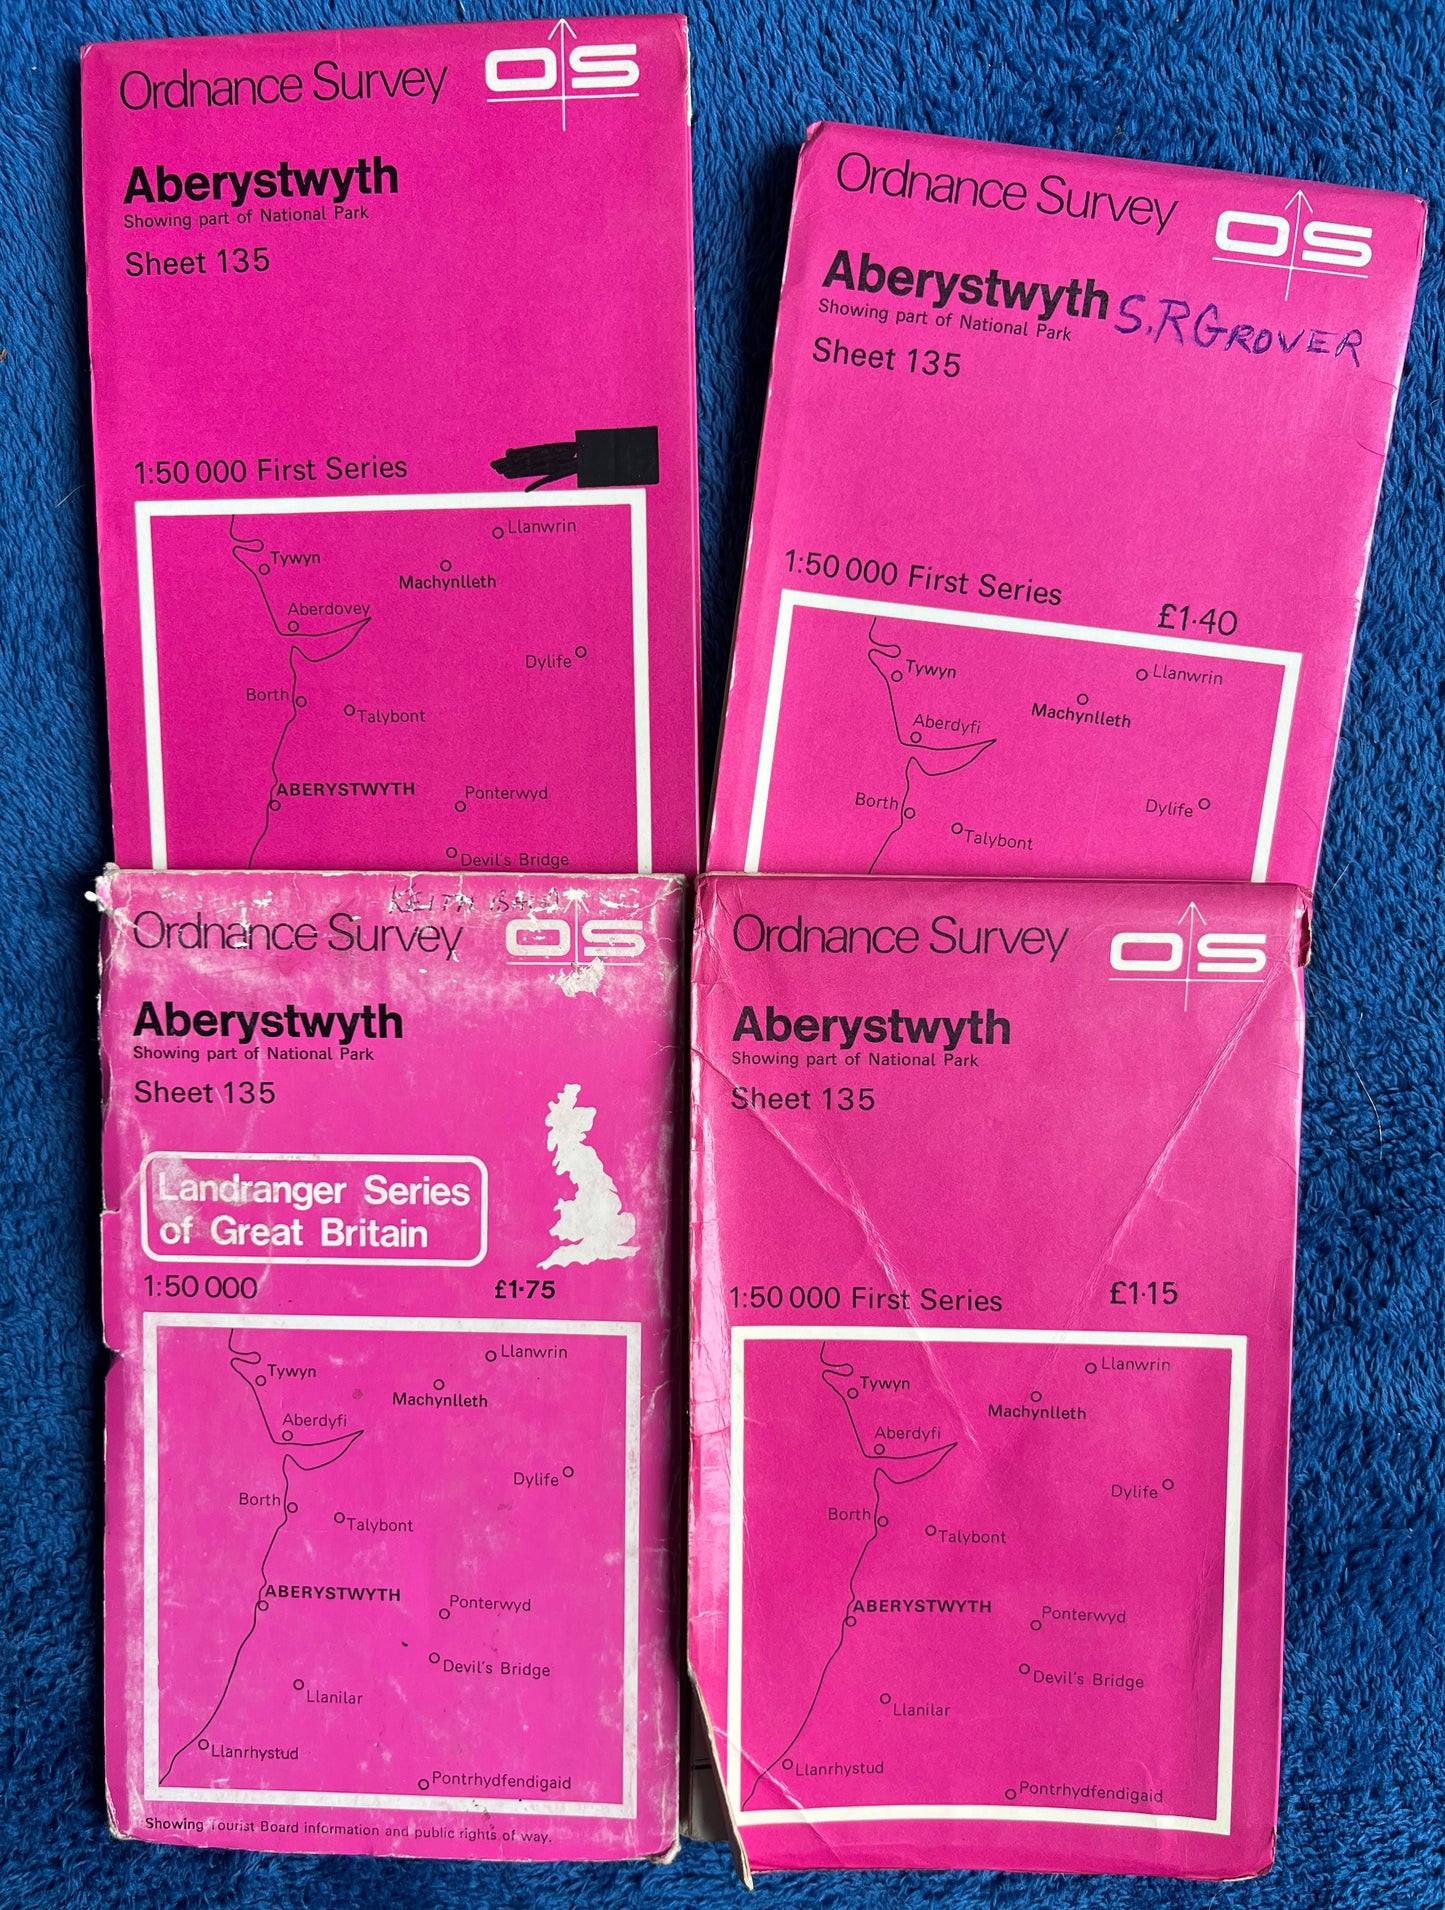 Ordnance Survey OS
Aberystwyth
Showing part of National Park
Sheet 135
1:50 000 First Series
Llanwrin
Tywyn
Machynlleth
Aberdovey
Dylife
Borth
Talybont
ABERYSTWYTH
Ponterwyd
Devil's Bridge
Ordnance Survey OS
Aberystwyth S.R GROVER
Showing part of National Park
Sheet 135
1:50 000 First Series
£1·40
Llanwrin
Tywyn
Machynlleth
Aberdyfi
Dylife
Borth
Talybont
KEITH
Ordnance Survey OS
Aberystwyth
Showing part of National Park
Sheet 135
Landranger Series
of Great Britain
1:50 000 £1·75
Llanwrin
Tywyn
Machynlleth
Aberdyfi
Dylife
Borth
Talybont
ABERYSTWYTH
Ponterwyd
Devil's Bridge
Llanilar
Llanrhystud
Pontrhydfendigaid
Showing Tourist Board information and public rights of way.
Ordnance Survey OS
Aberystwyth
Showing part of National Park
Sheet 135
1:50 000 First Series £1·15
Llanwrin
Tywyn
Machynlleth
Aberdyfi
Dylife
Borth
Talybont
ABERYSTWYTH
Ponterwyd
Devil's Bridge
Llanilar
Llanrhystud
Pontrhydfendigaid